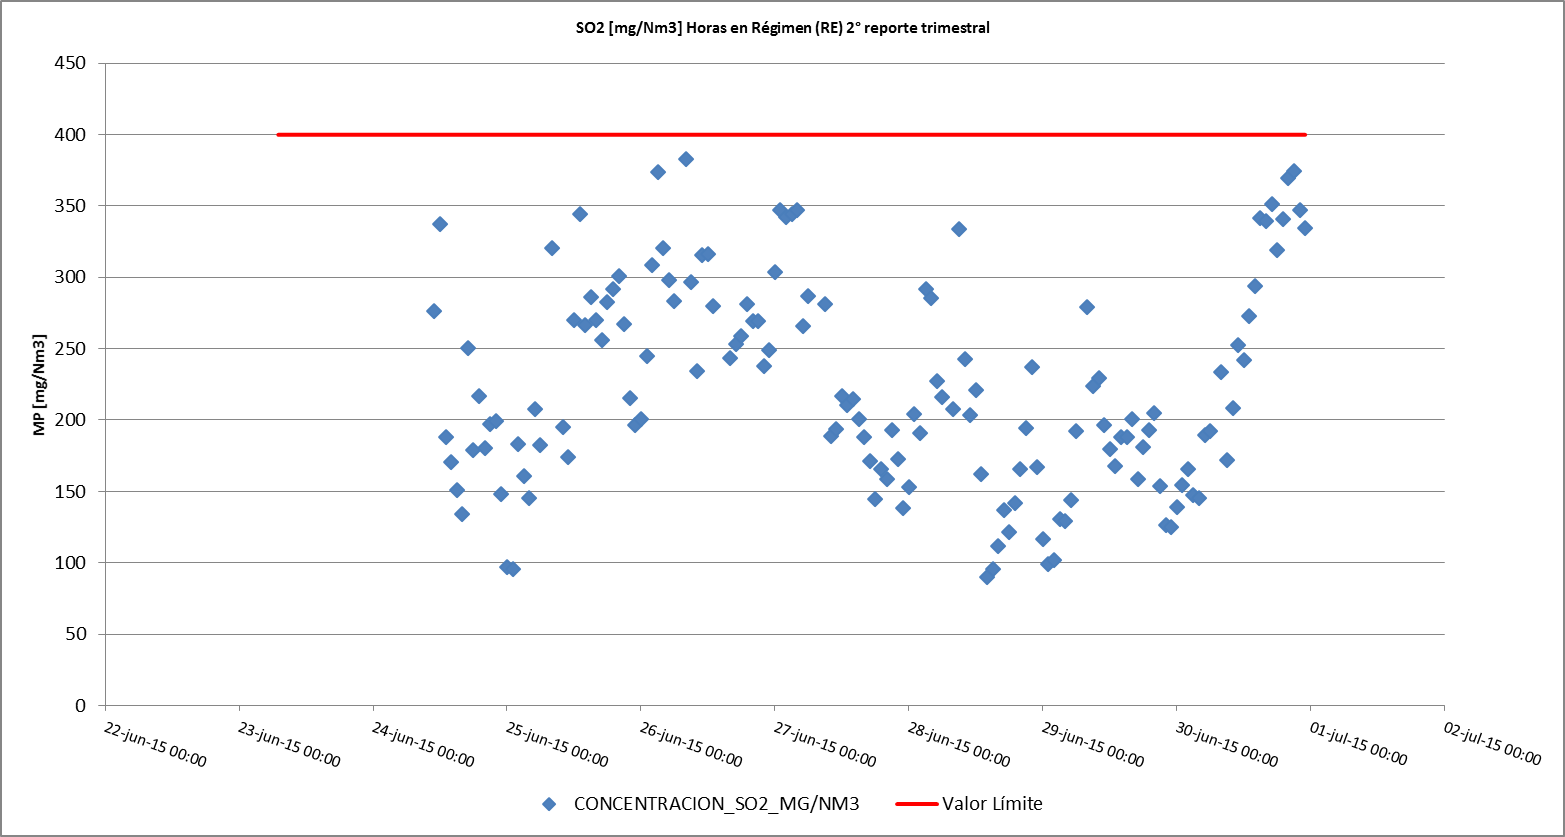 SO2 [mg/Nm3] Horas en Régimen (RE) 2° reporte trimestral
450
400
350
300
250
200
150
100
50
0
MP [mg/Nm3]
22-jun-15 00:00
23-jun-15 00:00
24-jun-15 00:00
25-jun-15 00:00
26-jun-15 00:00
27-jun-15 00:00
28-jun-15 00:00
29-jun-15 00:00
30-jun-15 00:00
01-jul-15 00:00
02-jul-15 00:00
CONCENTRACION_SO2_MG/NM3
Valor Límite